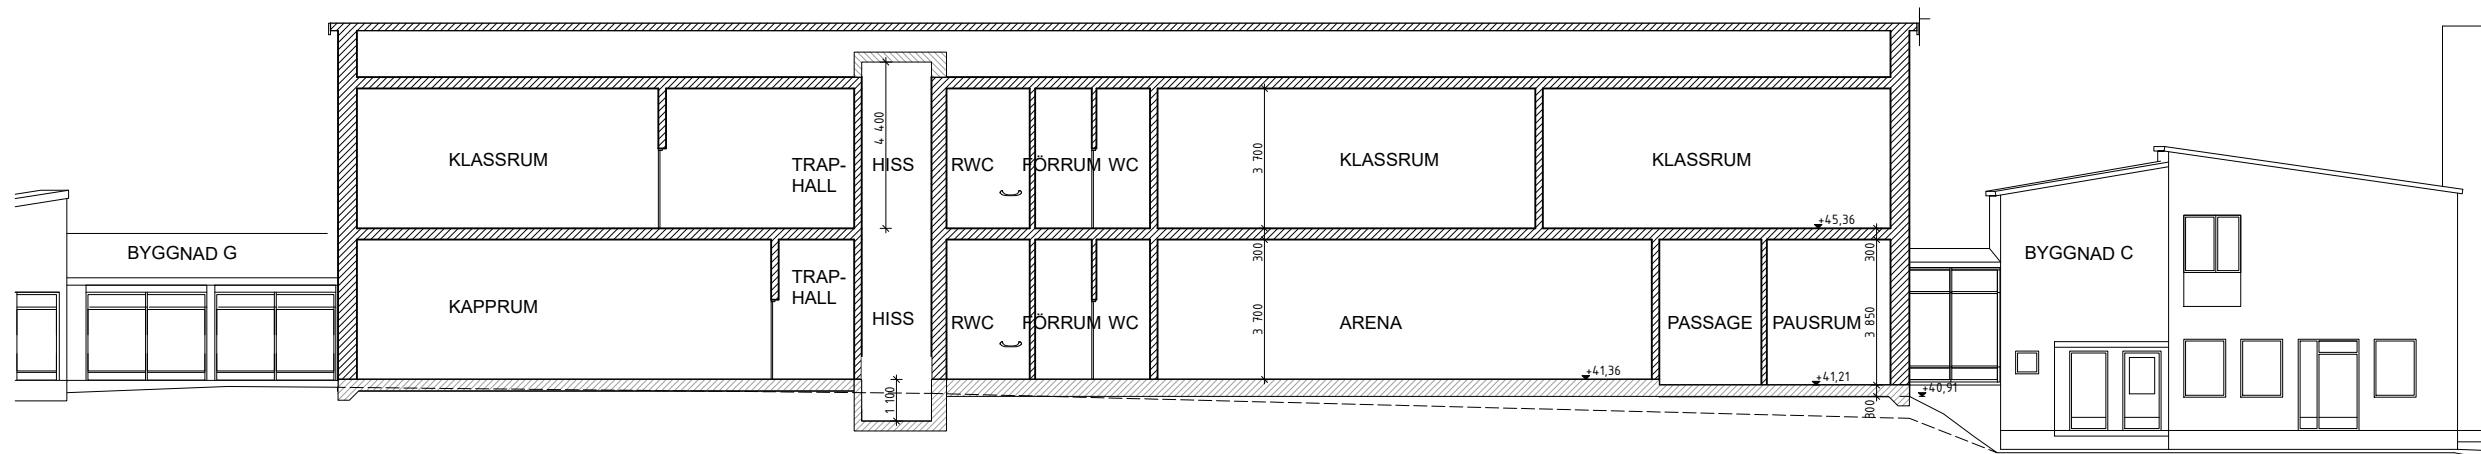 4 400
3 700
KLASSRUM
TRAP-
HALL
HISS
RWC
FÖRRUM
WC
KLASSRUM
KLASSRUM
+45,36
BYGGNAD G
300
300
BYGGNAD C
KAPPRUM
TRAP-
HALL
HISS
RWC
FÖRRUM
WC
3 700
ARENA
PASSAGE
PAUSRUM
3 850
+41,36
+41,21
+40,91
1 100
300